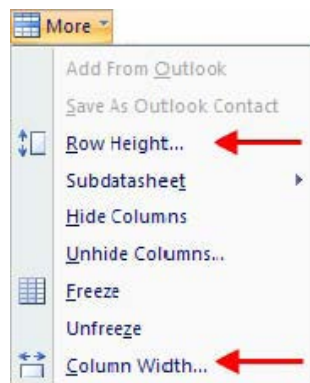 More
Add From Outlook
Save As Outlook Contact
Row Height...
Subdatasheet
Hide Columns
Unhide Columns...
Freeze
Unfreeze
Column Width...